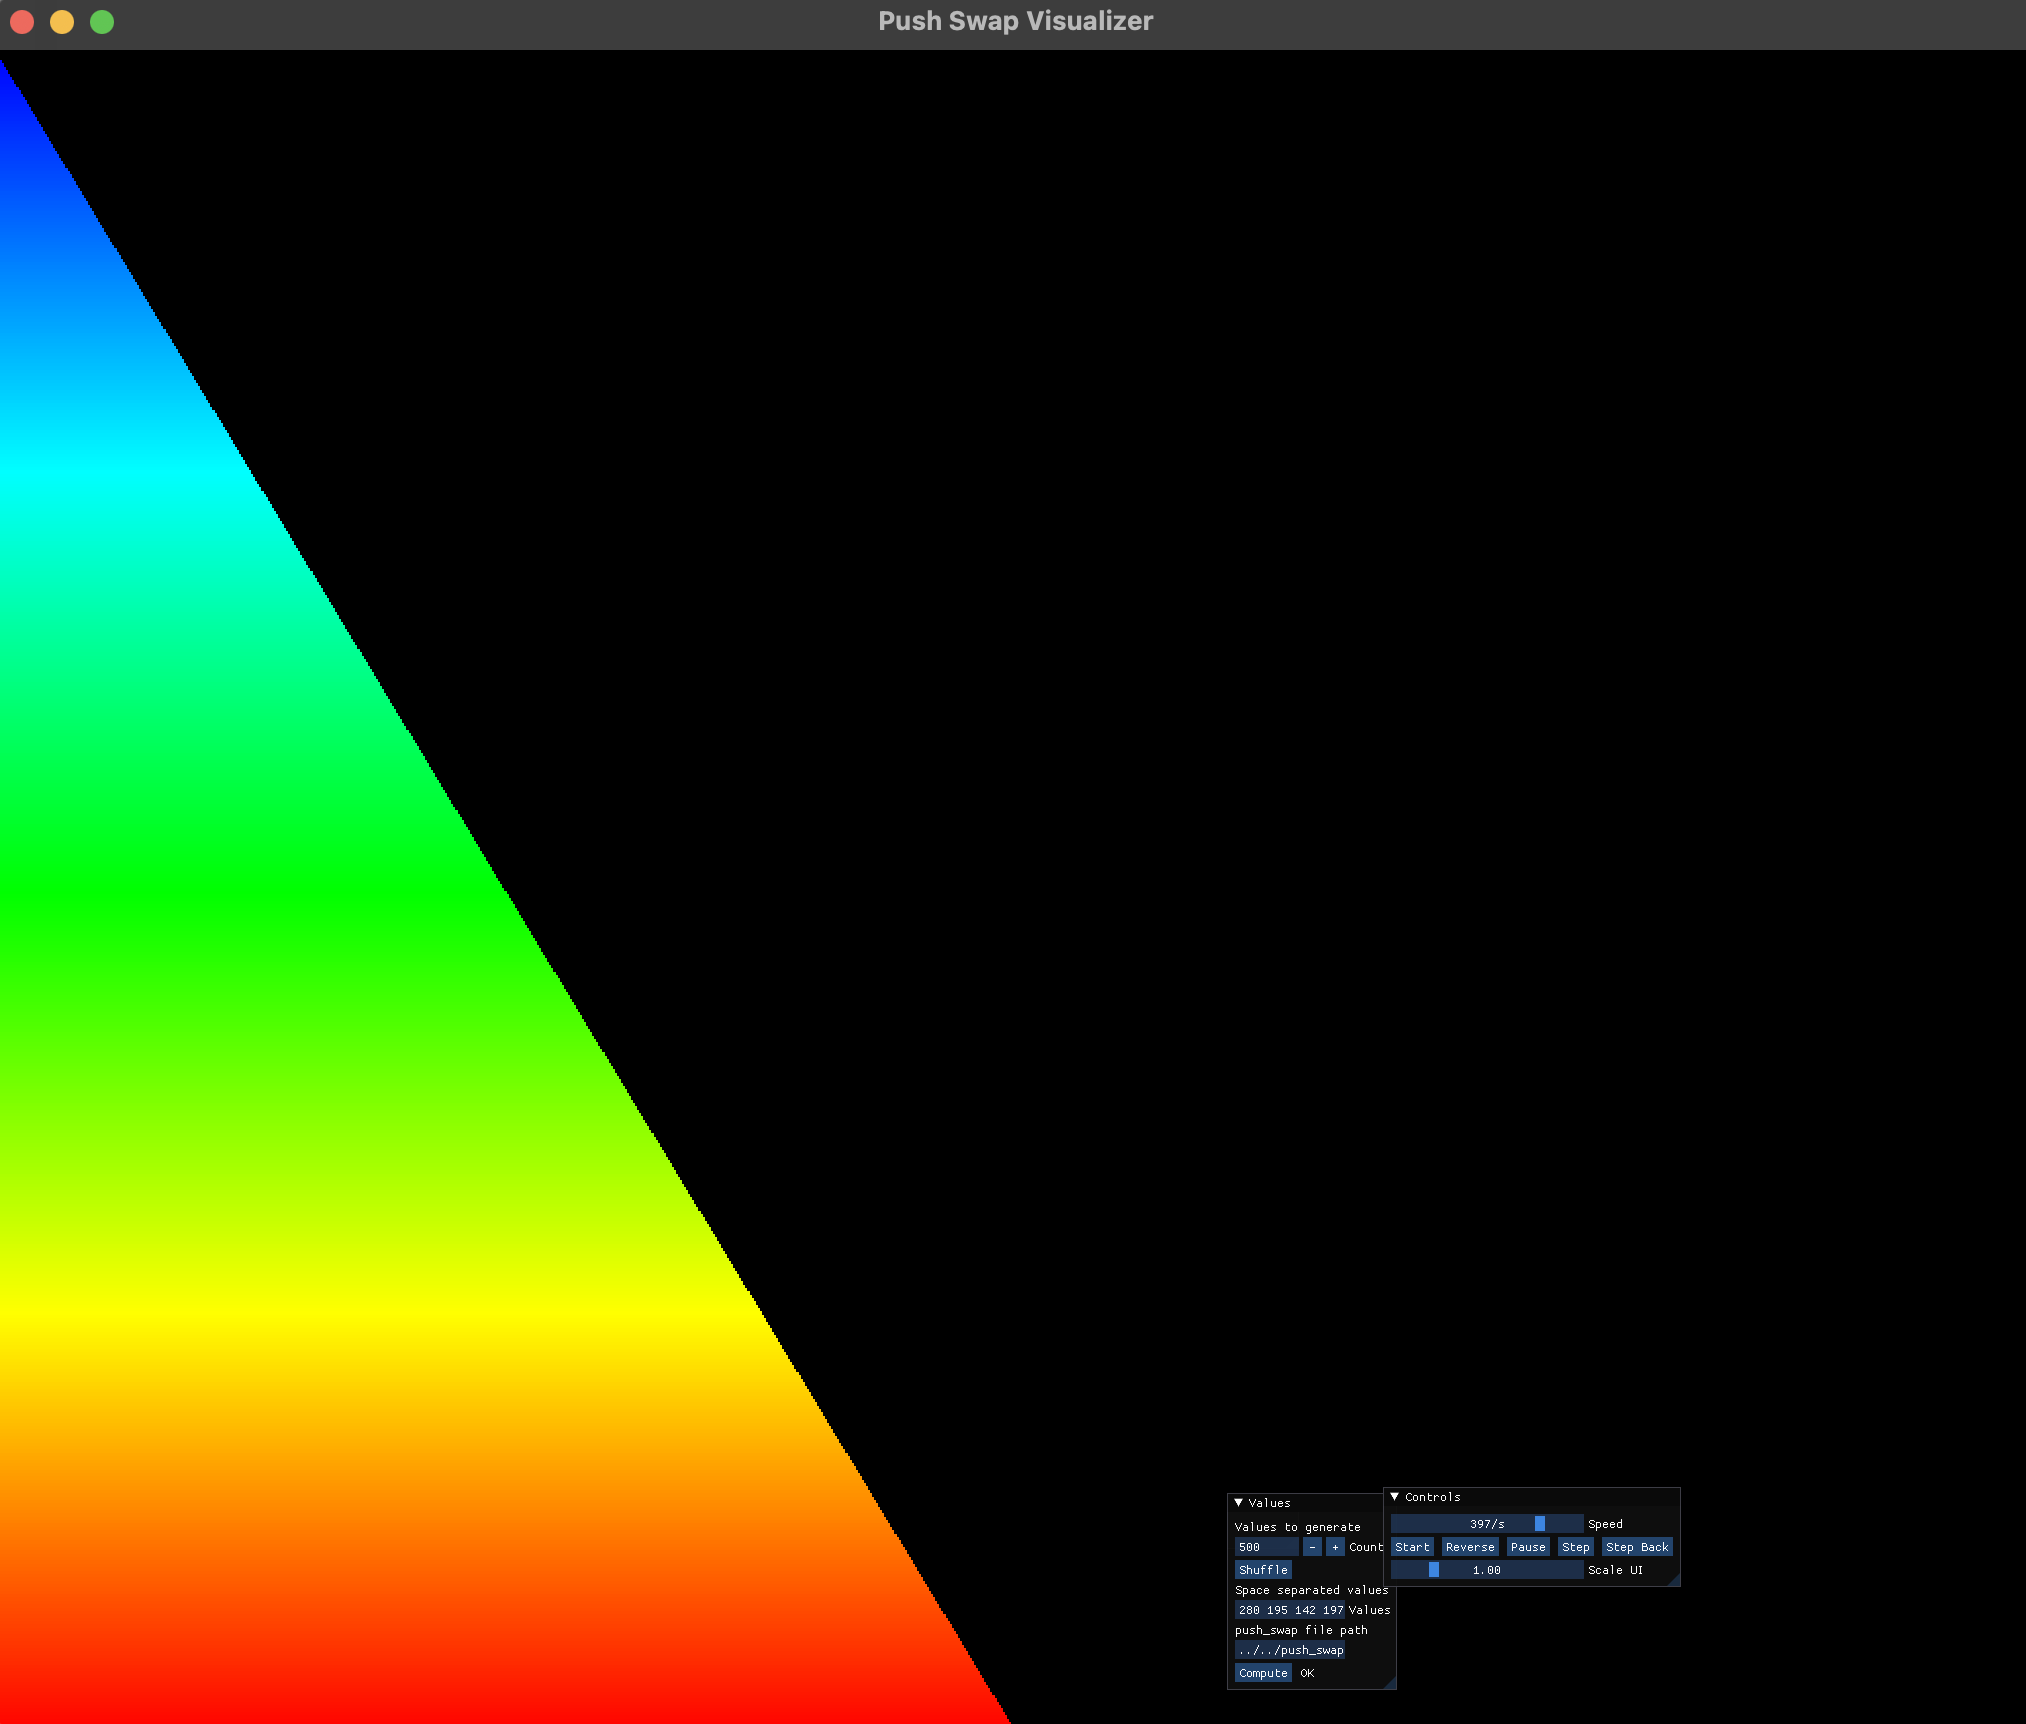 Push Swap Visualizer
▼ Values
Values to generate
500 - + Count
Shuffle
Space separated values
280 195 142 197 Values
push_swap file path
../../push_swap
Compute OK
▼ Controls
397/s Speed
Start Reverse Pause Step Step Back
1.00 Scale UI